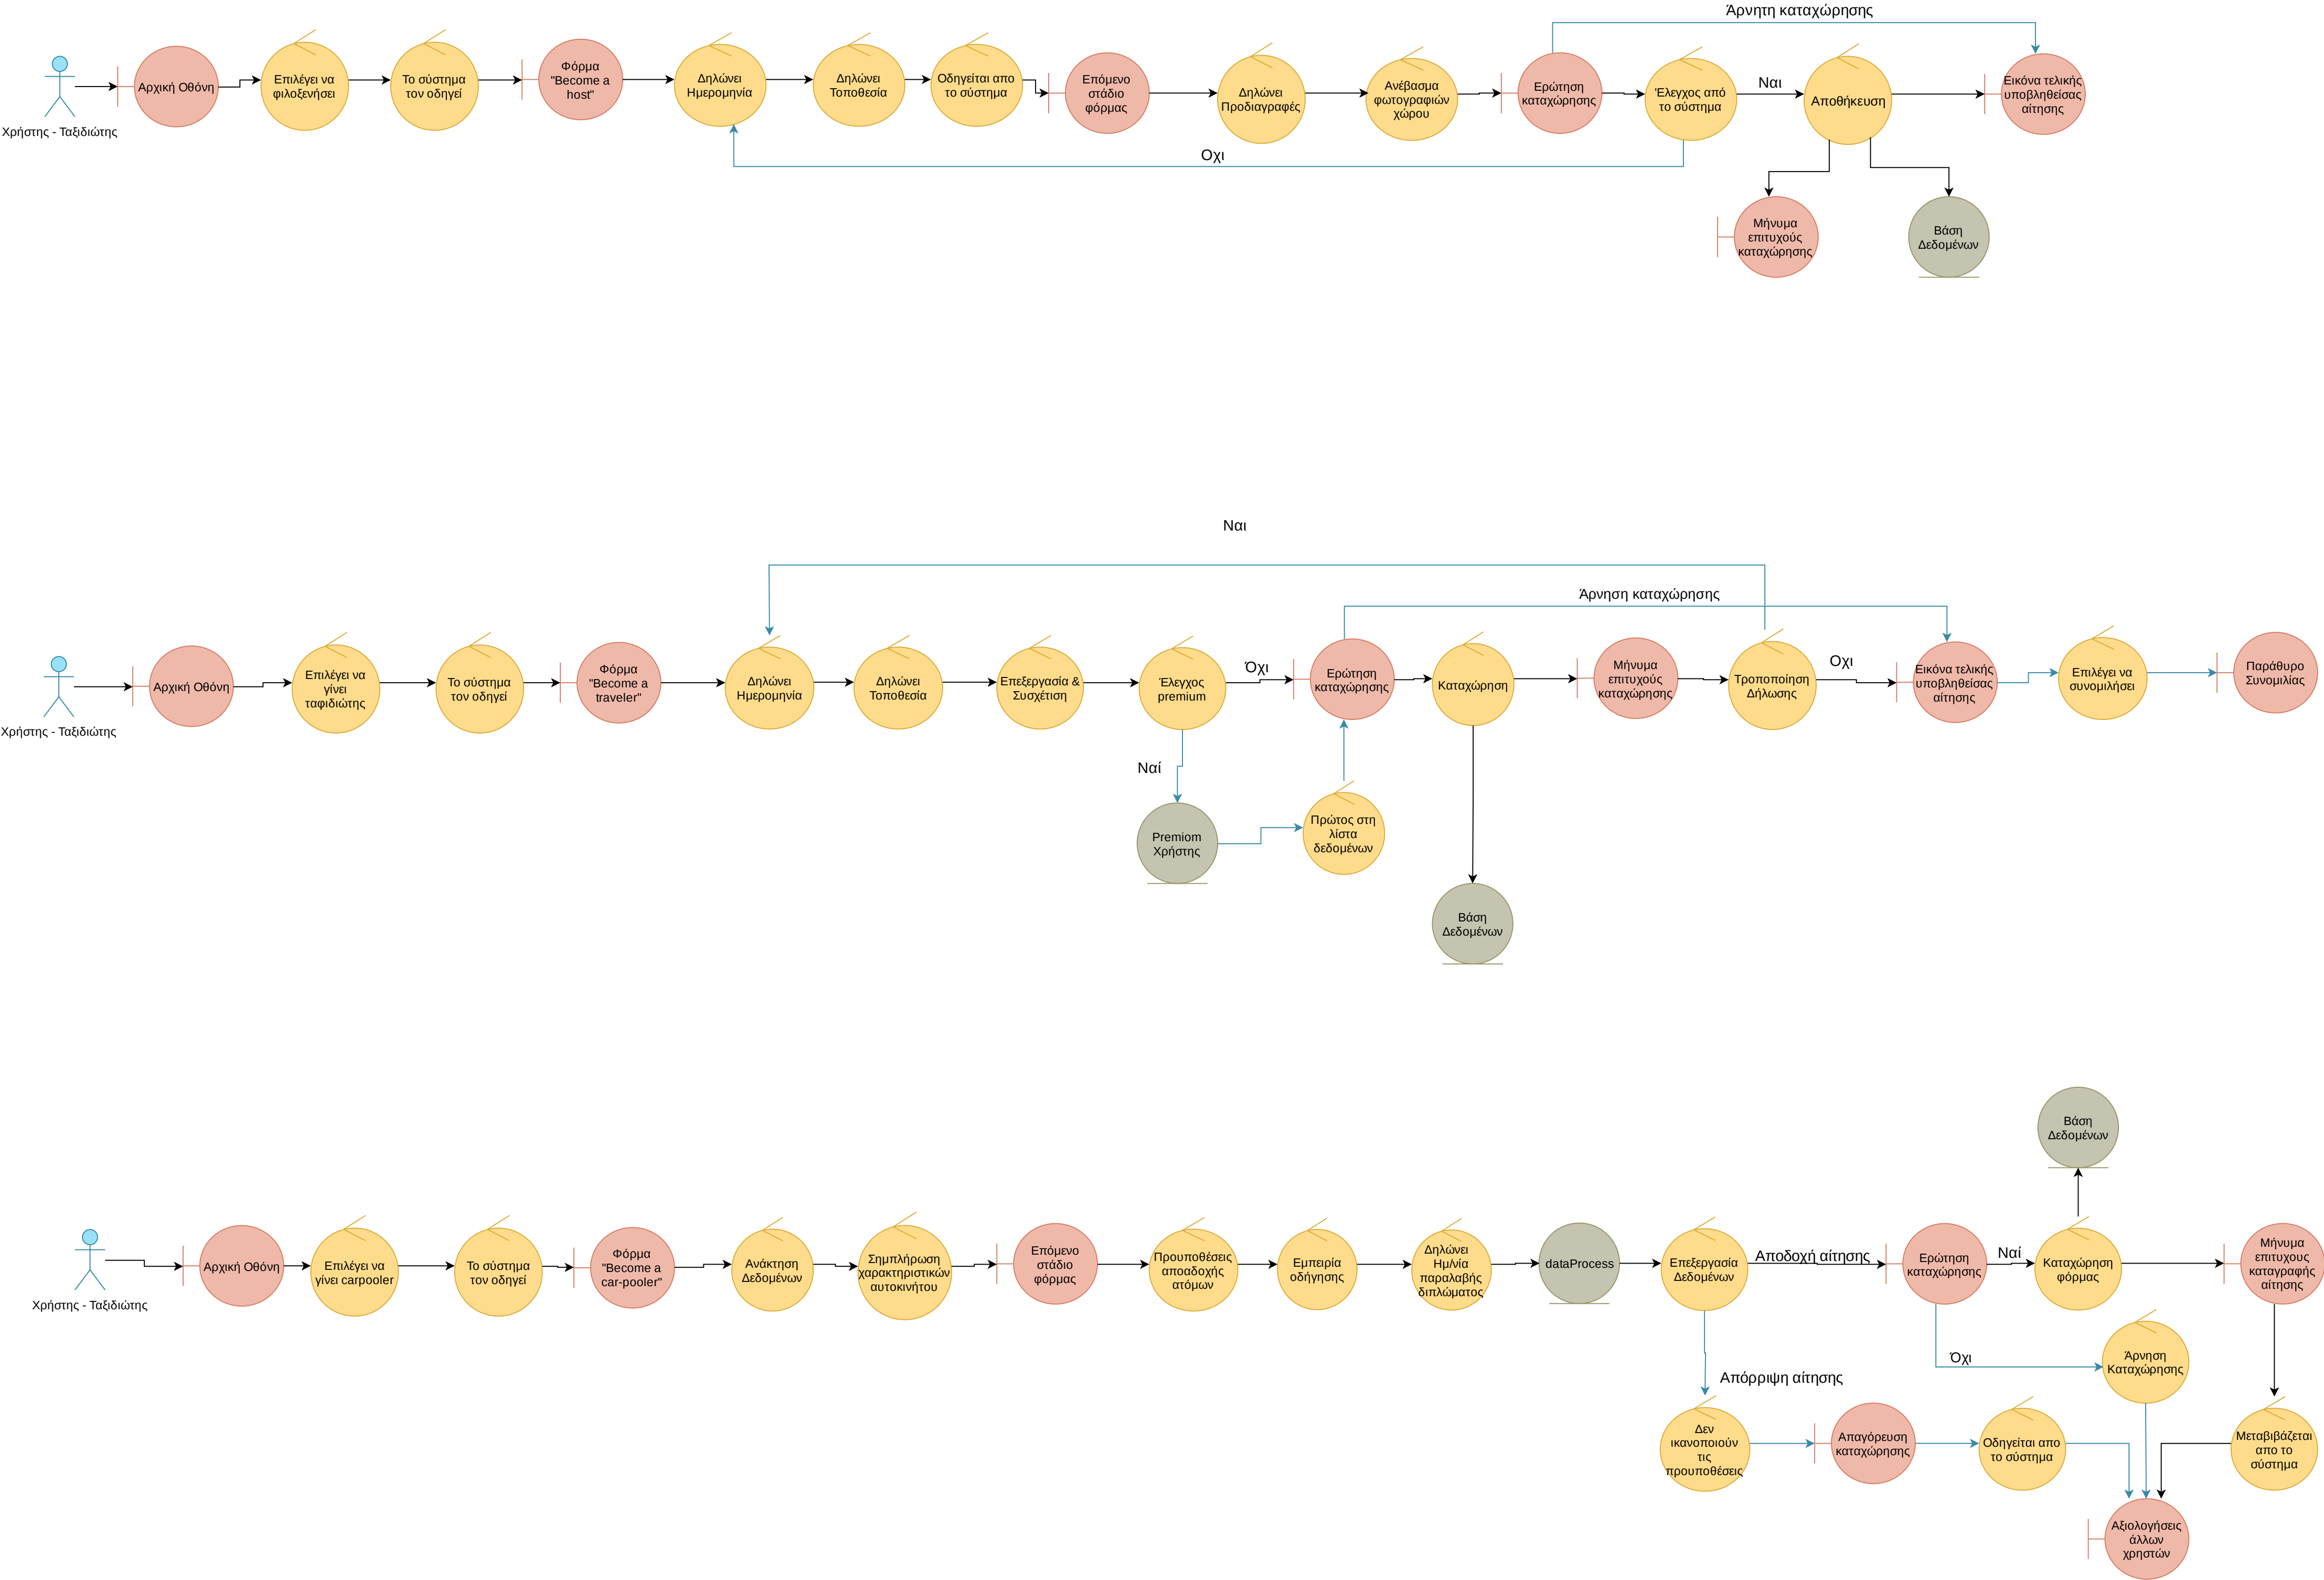 Άρνητη καταχώρησης
Χρήστης - Ταξιδιώτης
Αρχική Οθόνη
Επιλέγει να
φιλοξενήσει
Το σύστημα
τον οδηγεί
Φόρμα
"Become a
host"
Δηλώνει
Ημερομηνία
Δηλώνει
Τοποθεσία
Οδηγείται απο
το σύστημα
Επόμενο
στάδιο
φόρμας
Δηλώνει
Προδιαγραφές
Ανέβασμα
φωτογραφιών
χώρου
Ερώτηση
καταχώρησης
Έλεγχος από
το σύστημα
Ναι
Αποθήκευση
Εικόνα τελικής
υποβληθείσας
αίτησης
Οχι
Μήνυμα
επιτυχούς
καταχώρησης
Βάση
Δεδομένων
Ναι
Άρνηση καταχώρησης
Χρήστης - Ταξιδιώτης
Αρχική Οθόνη
Επιλέγει να
γίνει
ταφιδιώτης
Το σύστημα
τον οδηγεί
Φόρμα
"Become a
traveler"
Δηλώνει
Ημερομηνία
Δηλώνει
Τοποθεσία
Επεξεργασία &
Συσχέτιση
Έλεγχος
premium
Όχι
Ερώτηση
καταχώρησης
Καταχώρηση
Μήνυμα
επιτυχούς
καταχώρησης
Τροποποίηση
Δήλωσης
Οχι
Εικόνα τελικής
υποβληθείσας
αίτησης
Επιλέγει να
συνομιλήσει
Παράθυρο
Συνομιλίας
Ναί
Premiom
Χρήστης
Πρώτος στη
λίστα
δεδομένων
Βάση
Δεδομένων
Βάση
Δεδομένων
Χρήστης - Ταξιδιώτης
Αρχική Οθόνη
Επιλέγει να
γίνει carpooler
Το σύστημα
τον οδηγεί
Φόρμα
"Become a
car-pooler"
Ανάκτηση
Δεδομένων
Σημπλήρωση
χαρακτηριστικών
αυτοκινήτου
Επόμενο
στάδιο
φόρμας
Προυποθέσεις
αποαδοχής
ατόμων
Εμπειρία
οδήγησης
Δηλώνει
Ημ/νία
παραλαβής
διπλώματος
dataProcess
Επεξεργασία
Δεδομένων
Αποδοχή αίτησης
Ερώτηση
καταχώρησης
Ναί
Καταχώρηση
φόρμας
Μήνυμα
επιτυχους
καταγραφής
αίτησης
Όχι
Άρνηση
Καταχώρησης
Απόρριψη αίτησης
Δεν
ικανοποιούν
τις
προυποθέσεις
Απαγόρευση
καταχώρησης
Οδηγείται απο
το σύστημα
Μεταβιβάζεται
απο το
σύστημα
Αξιολογήσεις
άλλων
χρηστών